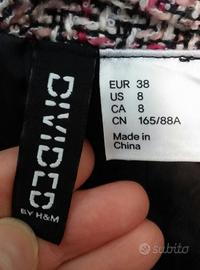 DIVIDED
BY H&M
EUR 38
US 8
CA 8
CN 165/88A
Made in
China
subito